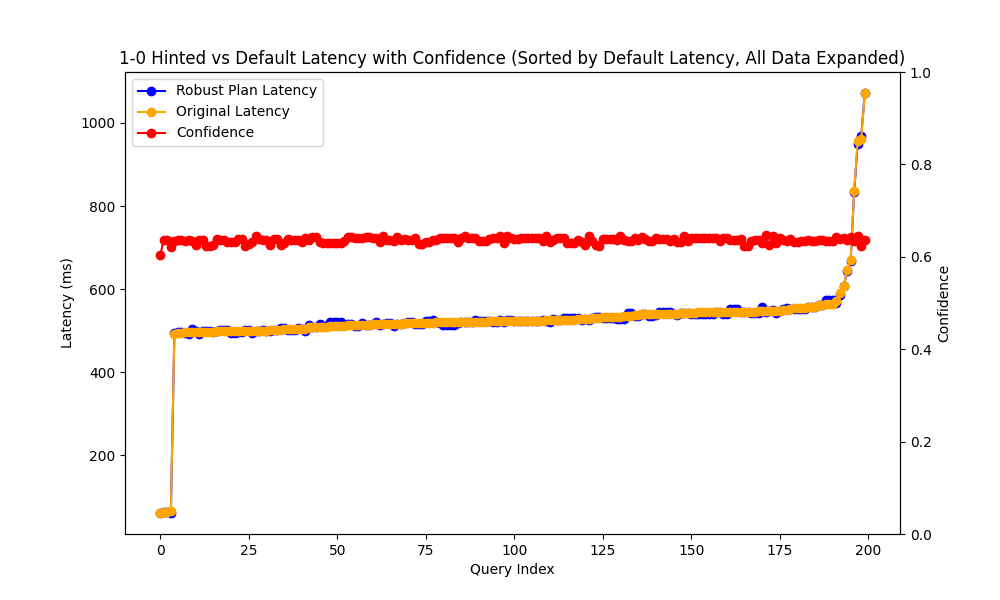 1-0 Hinted vs Default Latency with Confidence (Sorted by Default Latency, All Data Expanded)
Robust Plan Latency
Original Latency
Confidence
Latency (ms)
1000
800
600
400
200
1.0
0.8
0.6
0.4
0.2
0.0
Confidence
0 25 50 75 100 125 150 175 200
Query Index